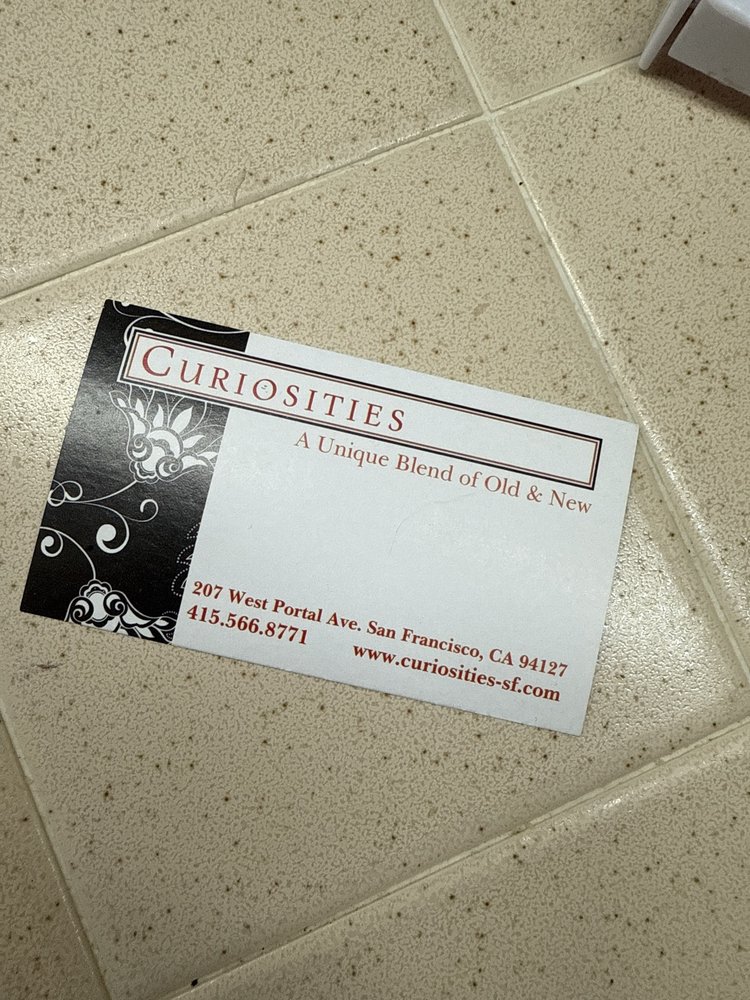 CURIOSITIES
A Unique Blend of Old & New
207 West Portal Ave. San Francisco, CA 94127
415.566.8771 www.curiosities-sf.com